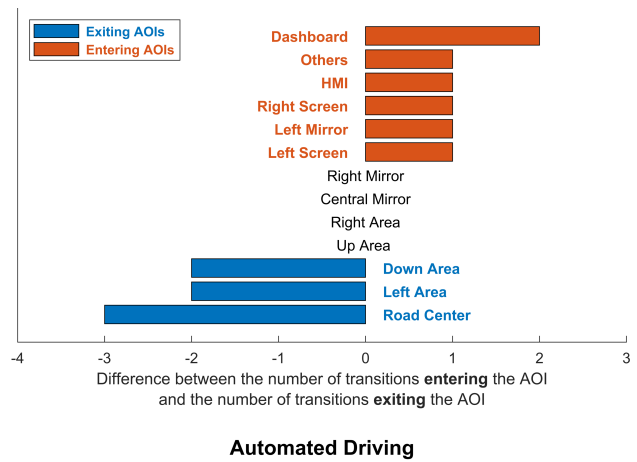 Exiting AOIs
Entering AOIs
Dashboard
Others
HMI
Right Screen
Left Mirror
Left Screen
Right Mirror
Central Mirror
Right Area
Up Area
Down Area
Left Area
Road Center
-4 -3 -2 -1 0 1 2 3
Difference between the number of transitions entering the AOI
and the number of transitions exiting the AOI
Automated Driving